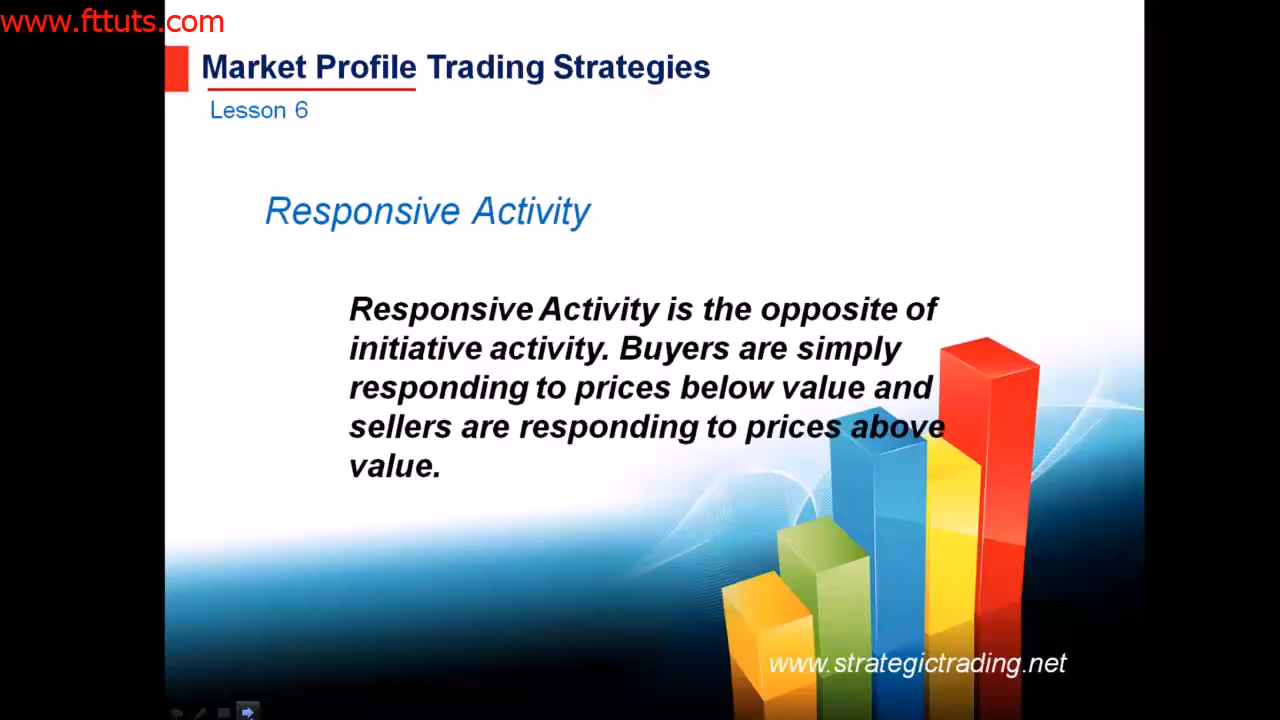 www.fttuts.com
Market Profile Trading Strategies
Lesson 6
Responsive Activity
Responsive Activity is the opposite of
initiative activity. Buyers are simply
responding to prices below value and
sellers are responding to prices above
value.
www.strategictrading.net